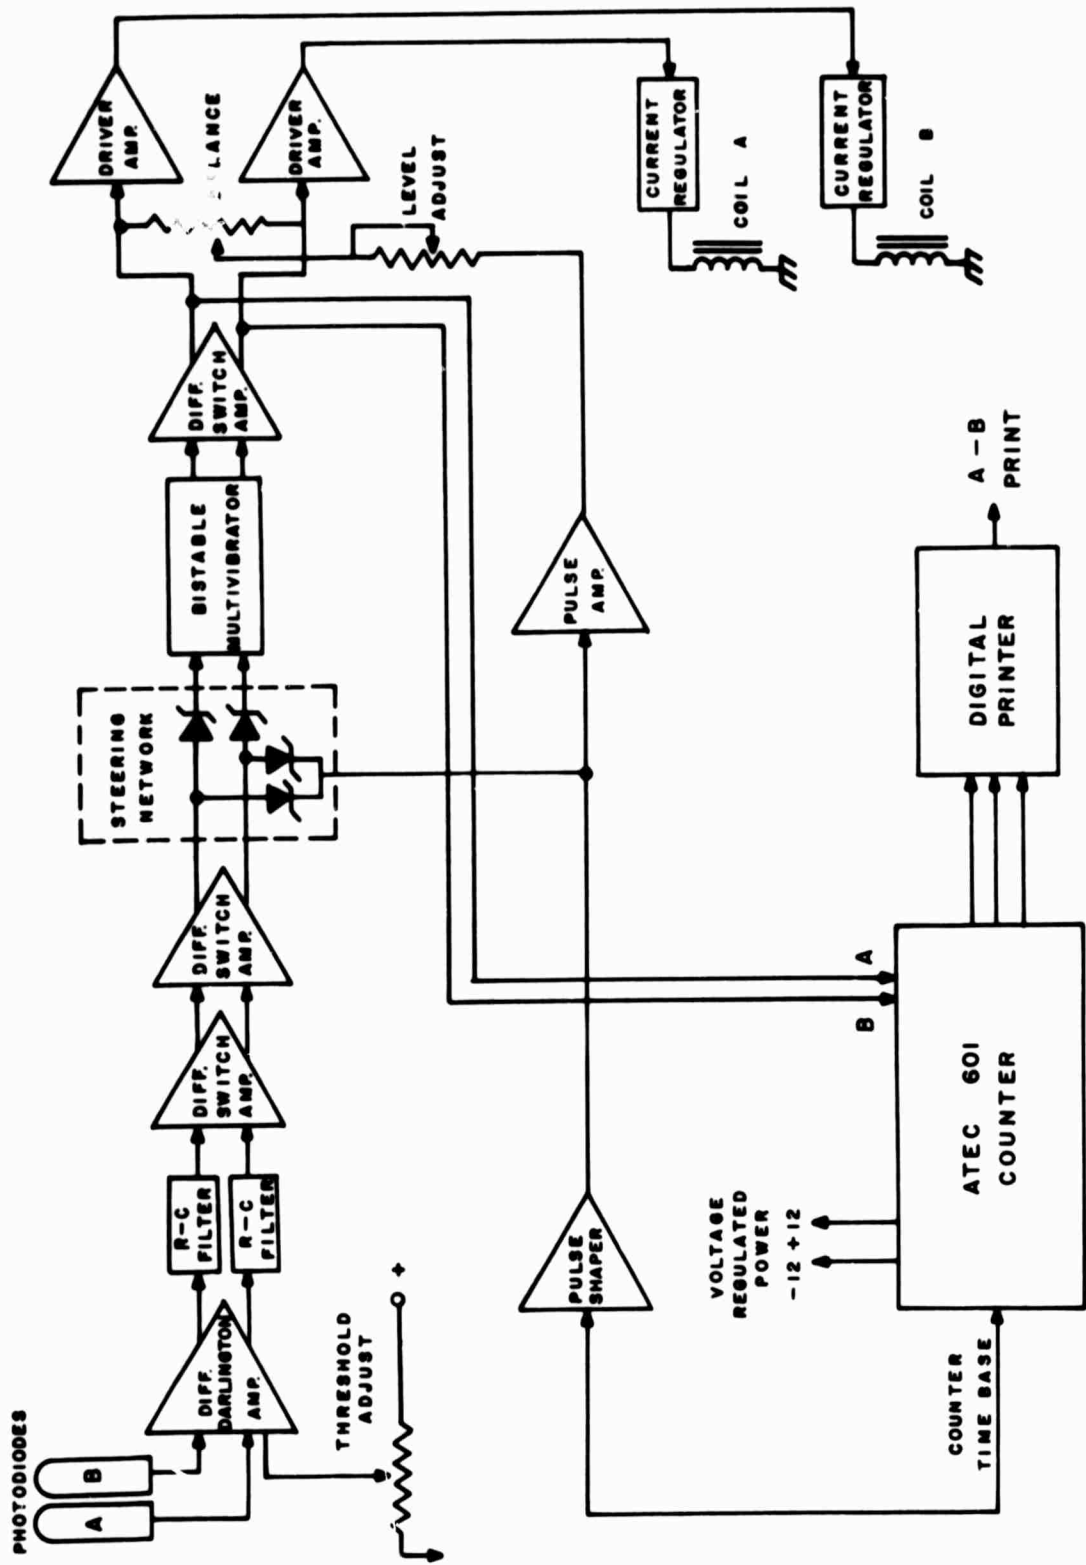 PHOTODIODES
A
B
DIFF.
DARLINGTON
AMP.
THRESHOLD
ADJUST
+
R-C
FILTER
R-C
FILTER
DIFF.
SWITCH
AMP.
DIFF.
SWITCH
AMP.
STEERING
NETWORK
BISTABLE
MULTIVIBRATOR
DIFF.
SWITCH
AMP.
LANCE
DRIVER
AMP.
DRIVER
AMP.
LEVEL
ADJUST
PULSE
SHAPER
PULSE
AMP.
CURRENT
REGULATOR
COIL A
CURRENT
REGULATOR
COIL B
VOLTAGE
REGULATED
POWER
-12 +12
COUNTER
TIME BASE
B A
ATEC 601
COUNTER
DIGITAL
PRINTER
A - B
PRINT